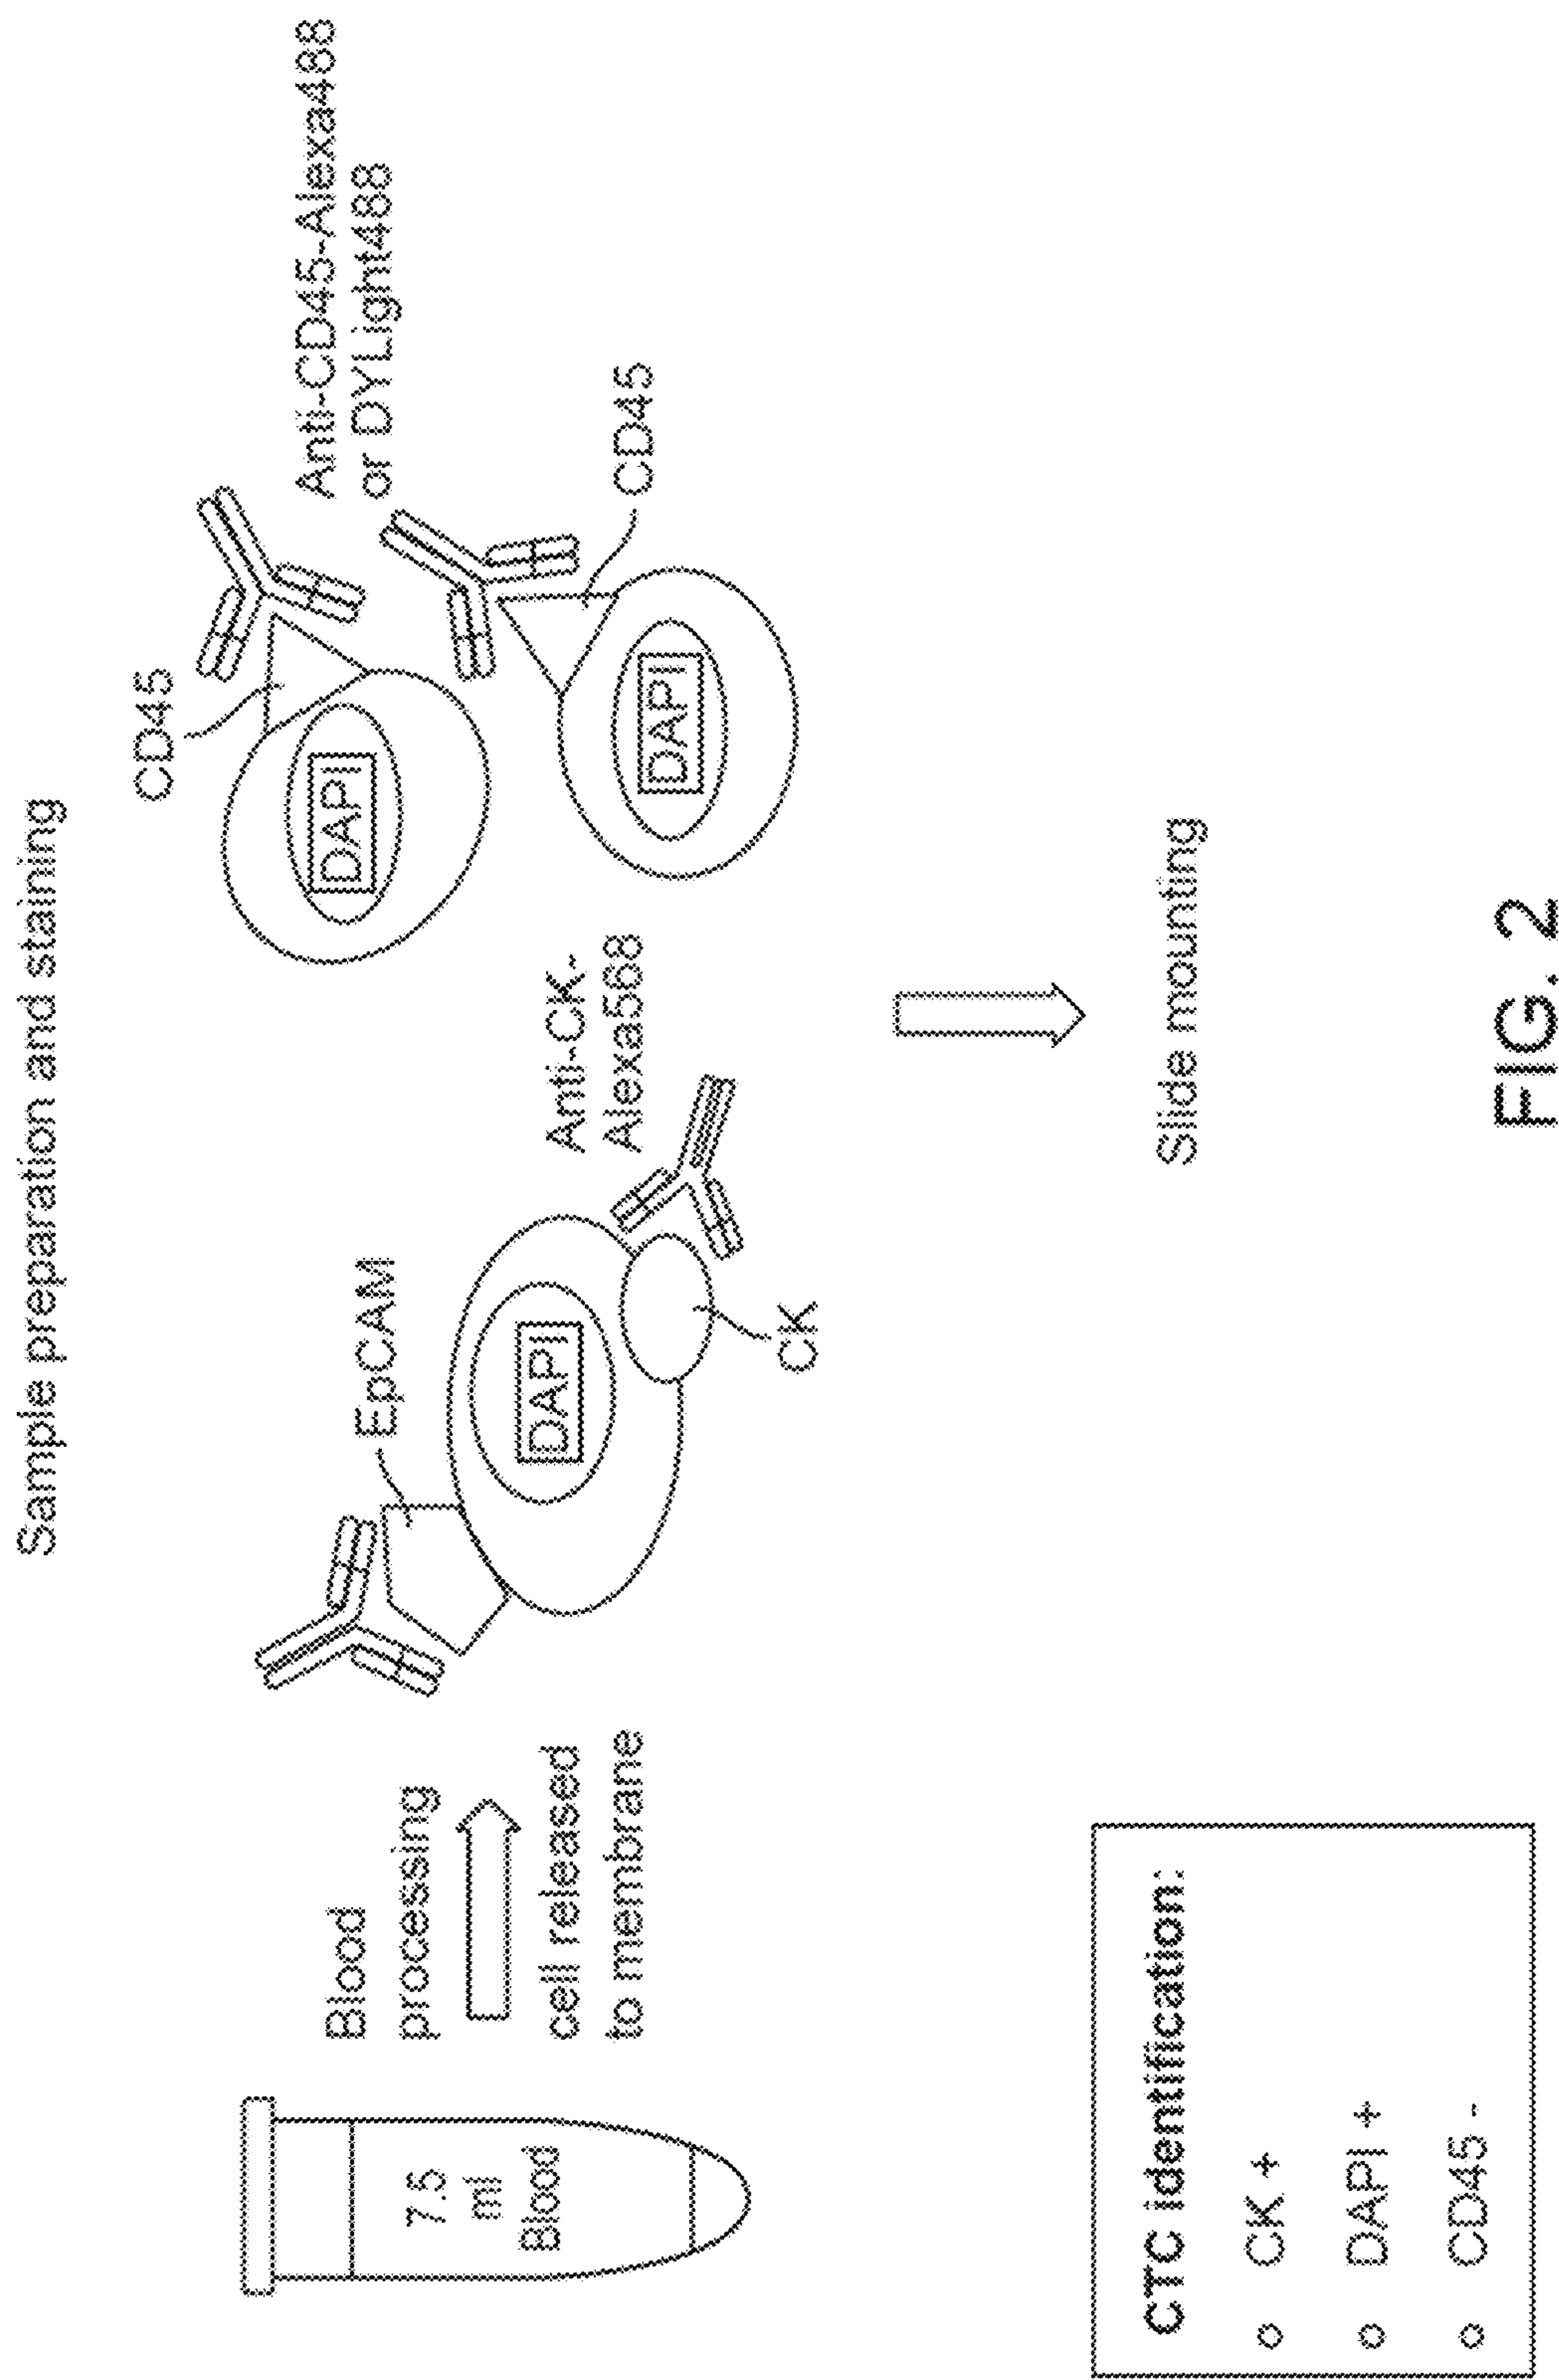 Sample preparation and staining
7.5
ml
Blood
Blood
processing
cell released
to membrane
EpCAM
DAPI
CK
Anti-CK-
Alexa568
CD45
DAPI
DAPI
CD45
Anti-CD45-Alexa488
or DYLight488
Slide mounting
CTC identification:
CK +
DAPI +
CD45 -
FIG. 2